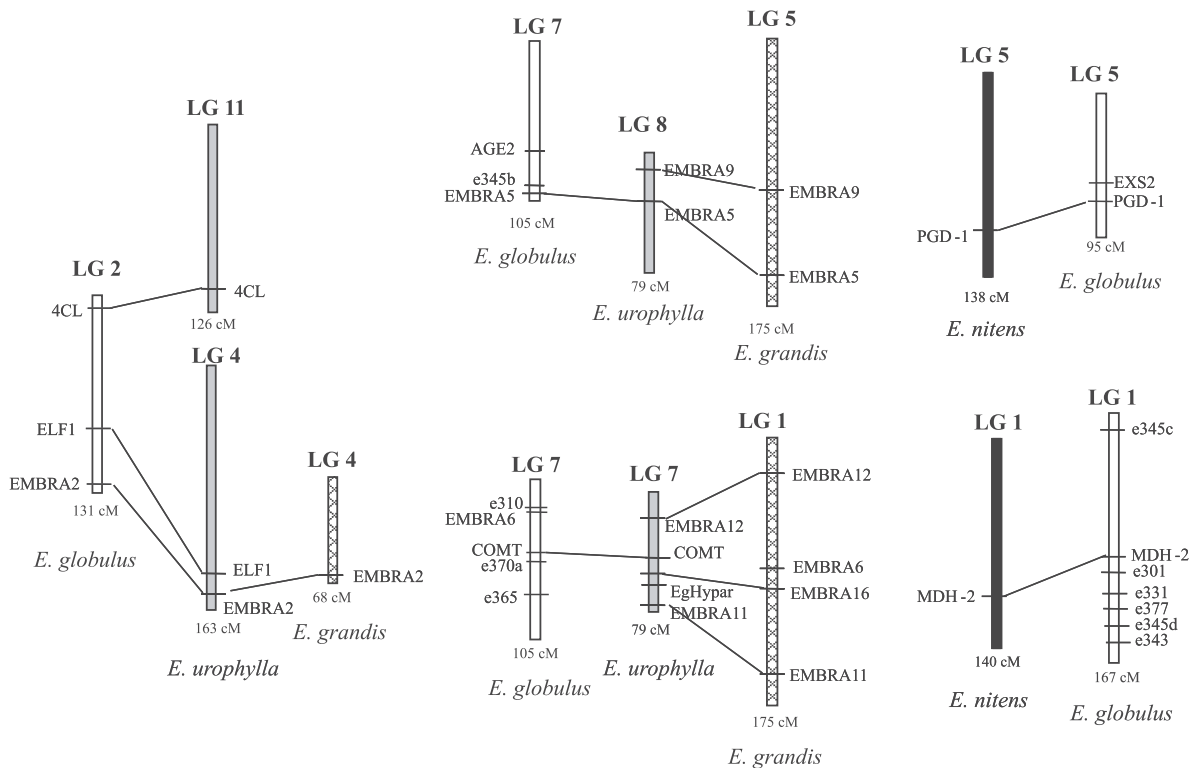 LG 11
4CL
126 cM
LG 2
4CL
ELF1
EMBRA2
131 cM
E. globulus
LG 4
ELF1
EMBRA2
163 cM
E. urophylla
LG 4
EMBRA2
68 cM
E. grandis
LG 7
AGE2
e345b
EMBRA5
105 cM
E. globulus
LG 8
EMBRA9
EMBRA5
79 cM
E. urophylla
LG 5
EMBRA9
EMBRA5
175 cM
E. grandis
LG 5
PGD-1
138 cM
E. nitens
LG 5
EXS2
PGD-1
95 cM
E. globulus
LG 7
e310
EMBRA6
COMT
e370a
e365
105 cM
E. globulus
LG 7
EMBRA12
COMT
EgHypar
EMBRA11
79 cM
E. urophylla
LG 1
EMBRA12
EMBRA6
EMBRA16
EMBRA11
175 cM
E. grandis
LG 1
MDH-2
140 cM
E. nitens
LG 1
e345c
MDH-2
e301
e331
e377
e345d
e343
167 cM
E. globulus